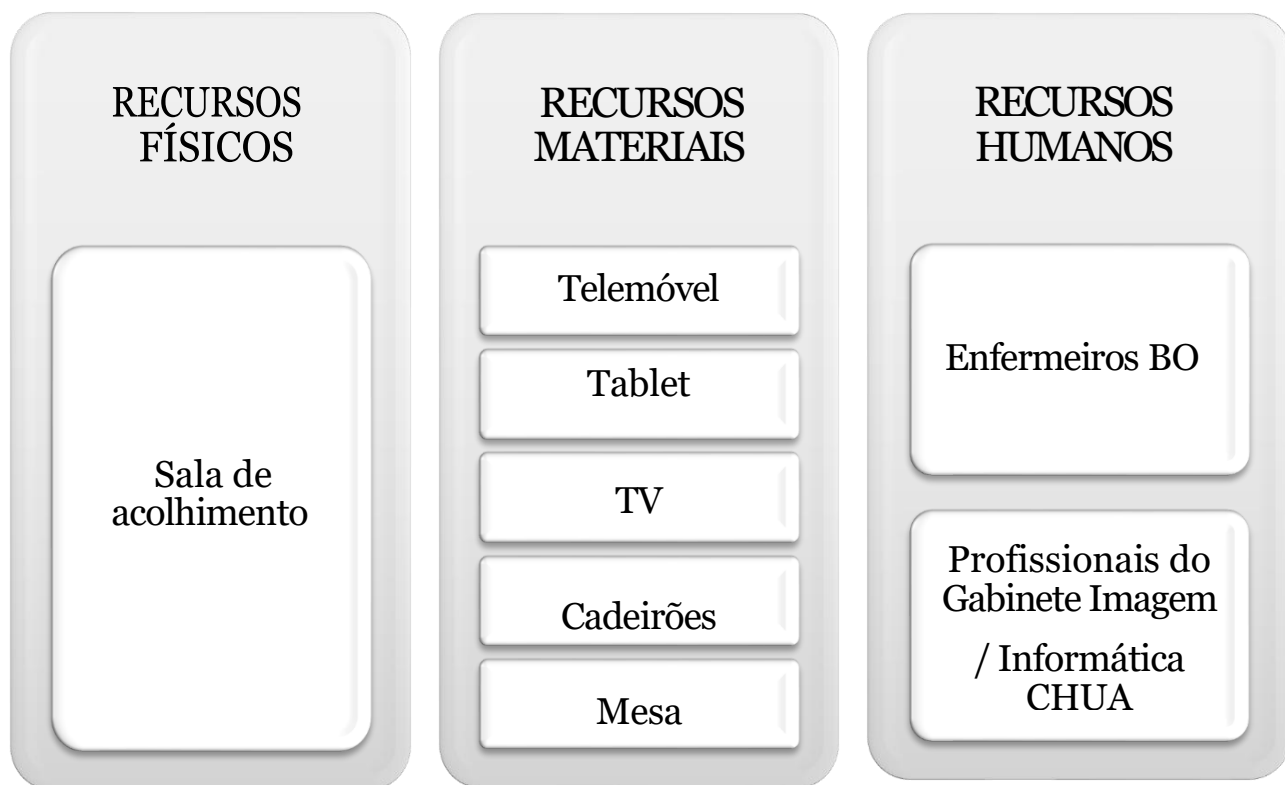 RECURSOS
FÍSICOS
Sala de
acolhimento
RECURSOS
MATERIAIS
Telemóvel
Tablet
TV
Cadeirões
Mesa
RECURSOS
HUMANOS
Enfermeiros BO
Profissionais do
Gabinete Imagem
/ Informática
CHUA